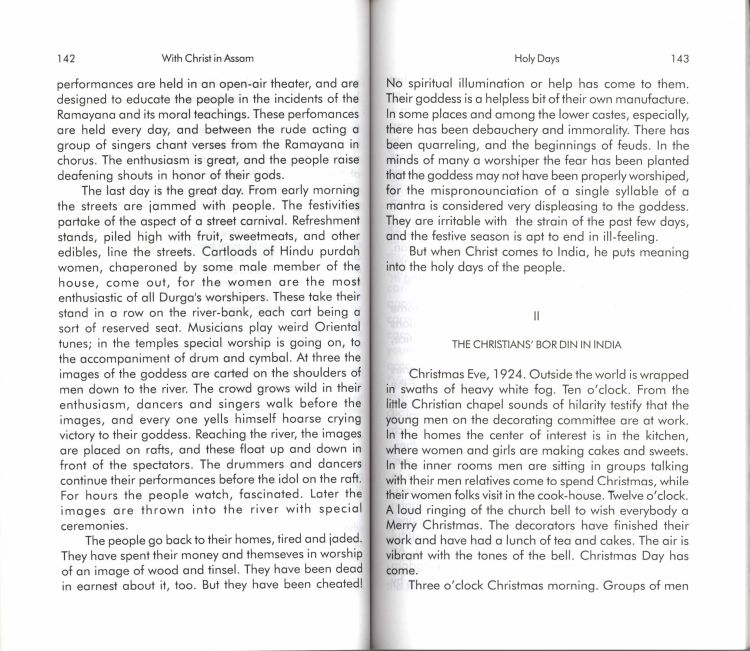 142
With Christ in Assam
performances are held in an open-air theater, and are
designed to educate the people in the incidents of the
Ramayana and its moral teachings. These perfomances
are held every day, and between the rude acting a
group of singers chant verses from the Ramayana in
chorus. The enthusiasm is great, and the people raise
deafening shouts in honor of their gods.
The last day is the great day. From early morning
the streets are jammed with people. The festivities
partake of the aspect of a street carnival. Refreshment
stands, piled high with fruit, sweetmeats, and other
edibles, line the streets. Cartloads of Hindu purdah
women, chaperoned by some male member of the
house, come out, for the women are the most
enthusiastic of all Durga's worshipers. These take their
stand in a row on the river-bank, each cart being a
sort of reserved seat. Musicians play weird Oriental
tunes; in the temples special worship is going on, to
the accompaniment of drum and cymbal. At three the
images of the goddess are carted on the shoulders of
men down to the river. The crowd grows wild in their
enthusiasm, dancers and singers walk before the
images, and every one yells himself hoarse crying
victory to their goddess. Reaching the river, the images
are placed on rafts, and these float up and down in
front of the spectators. The drummers and dancers
continue their performances before the idol on the raft.
For hours the people watch, fascinated. Later the
images are thrown into the river with special
ceremonies.
The people go back to their homes, tired and jaded.
They have spent their money and themseves in worship
of an image of wood and tinsel. They have been dead
in earnest about it, too. But they have been cheated!
Holy Days
143
No spiritual illumination or help has come to them.
Their goddess is a helpless bit of their own manufacture.
In some places and among the lower castes, especially,
there has been debauchery and immorality. There has
been quarreling, and the beginnings of feuds. In the
minds of many a worshiper the fear has been planted
that the goddess may not have been properly worshiped,
for the mispronounciation of a single syllable of a
mantra is considered very displeasing to the goddess.
They are irritable with the strain of the past few days,
and the festive season is apt to end in ill-feeling.
But when Christ comes to India, he puts meaning
into the holy days of the people.
II
THE CHRISTIANS' BOR DIN IN INDIA
Christmas Eve, 1924. Outside the world is wrapped
in swaths of heavy white fog. Ten o'clock. From the
little Christian chapel sounds of hilarity testify that the
young men on the decorating committee are at work.
In the homes the center of interest is in the kitchen,
where women and girls are making cakes and sweets.
In the inner rooms men are sitting in groups talking
with their men relatives come to spend Christmas, while
their women folks visit in the cook-house. Twelve o'clock.
A loud ringing of the church bell to wish everybody a
Merry Christmas. The decorators have finished their
work and have had a lunch of tea and cakes. The air is
vibrant with the tones of the bell. Christmas Day has
come.
Three o'clock Christmas morning. Groups of men